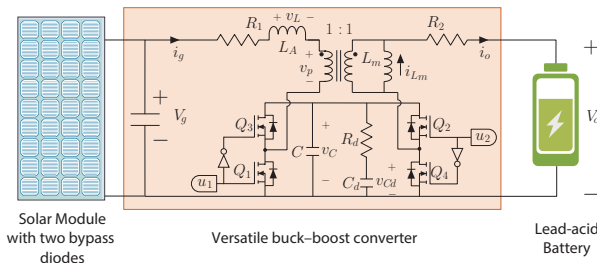 R1
+ vL −
1 : 1
R2
ig
LA
vp
+
−
Lm
iLm
io
+
+
Vg
−
Q3
Q1
u1
C
+
vC
−
Rd
Cd
+
vCd
−
Q2
Q4
u2
Vo
−
Solar Module
with two bypass
diodes
Versatile buck–boost converter
Lead-acid
Battery